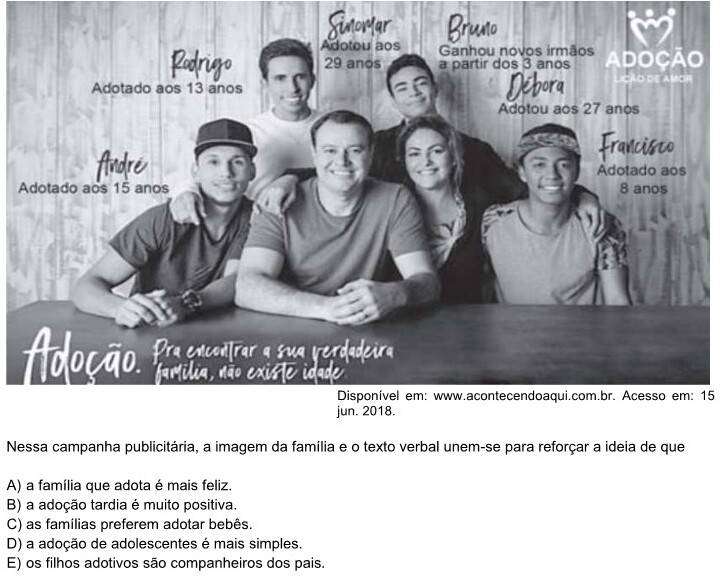 Sinomar
Adotou aos
29 anos
Bruno
Ganhou novos irmãos
a partir dos 3 anos
ADOÇÃO
LIÇÃO DE AMOR
Rodrigo
Adotado aos 13 anos
Débora
Adotou aos 27 anos
André
Adotado aos 15 anos
Francisco
Adotado aos
8 anos
Adoção. Pra encontrar a sua verdadeira
família, não existe idade.
Disponível em: www.acontecendoaqui.com.br. Acesso em: 15
jun. 2018.
Nessa campanha publicitária, a imagem da família e o texto verbal unem-se para reforçar a ideia de que
A) a família que adota é mais feliz.
B) a adoção tardia é muito positiva.
C) as famílias preferem adotar bebês.
D) a adoção de adolescentes é mais simples.
E) os filhos adotivos são companheiros dos pais.